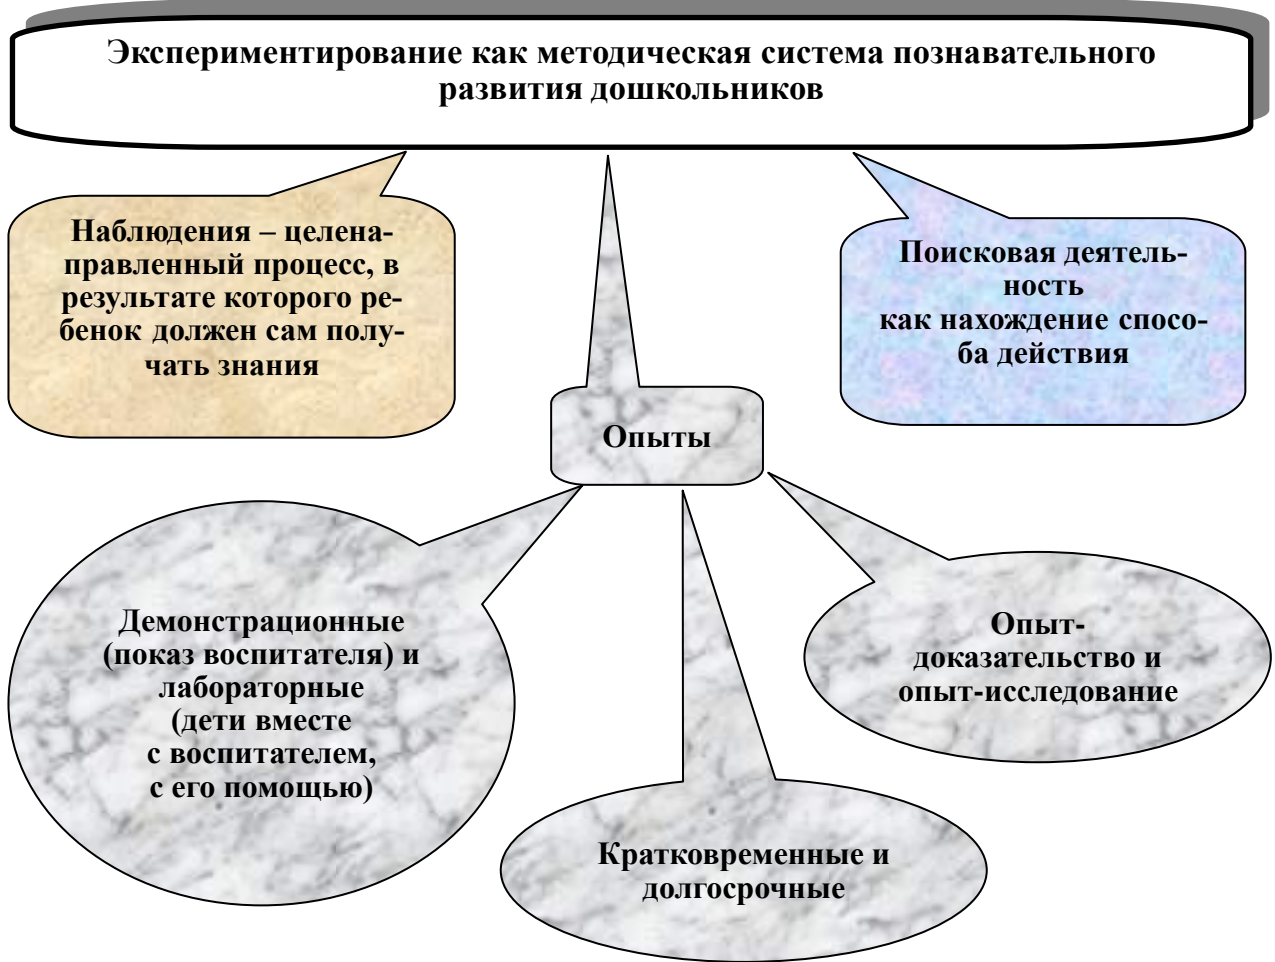 Экспериментирование как методическая система познавательного
развития дошкольников
Наблюдения – целена-
правленный процесс, в
результате которого ре-
бенок должен сам полу-
чать знания
Поисковая деятель-
ность
как нахождение спосо-
ба действия
Опыты
Демонстрационные
(показ воспитателя) и
лабораторные
(дети вместе
с воспитателем,
с его помощью)
Опыт-
доказательство и
опыт-исследование
Кратковременные и
долгосрочные